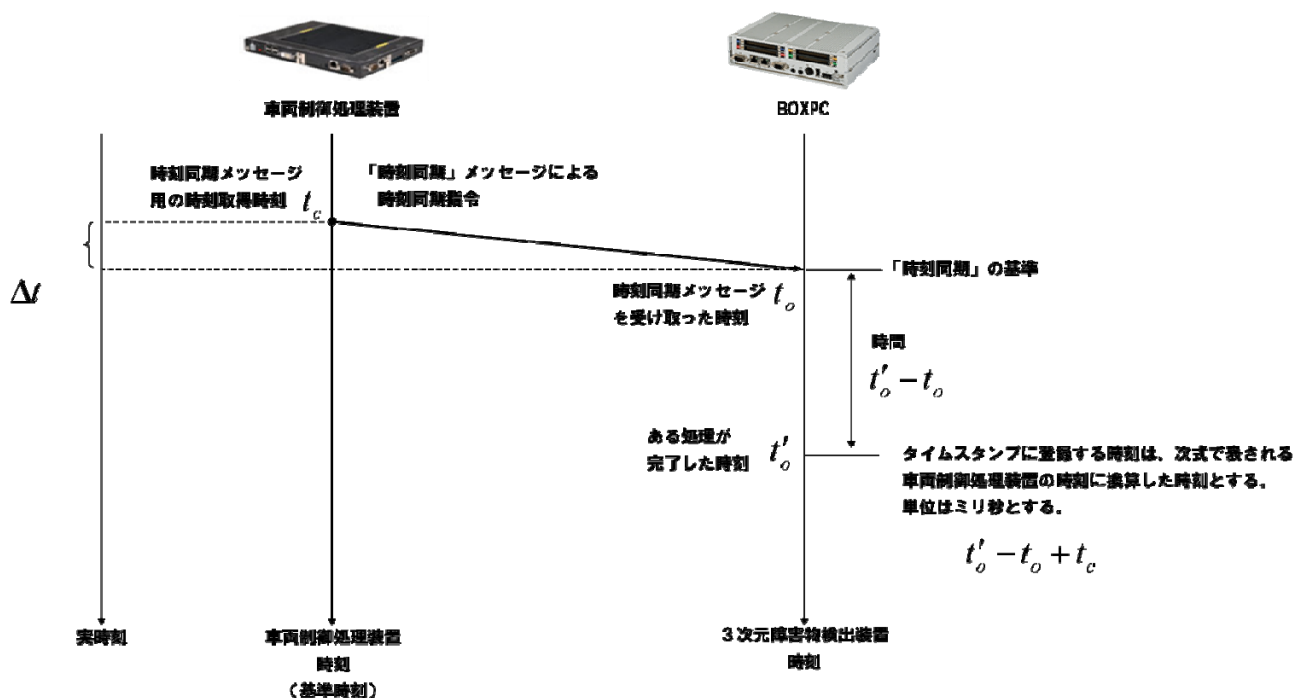 車両制御処理装置
BOXPC
時刻同期メッセージ
用の時刻取得時刻 t_c
「時刻同期」メッセージによる
時刻同期指令
Δt
「時刻同期」の基準
時刻同期メッセージ
を受け取った時刻 t_o
時間
t'_o − t_o
ある処理が
完了した時刻 t'_o
タイムスタンプに登録する時刻は、次式で表される
車両制御処理装置の時刻に換算した時刻とする。
単位はミリ秒とする。
t'_o − t_o + t_c
実時刻
車両制御処理装置
時刻
（基準時刻）
３次元障害物検出装置
時刻